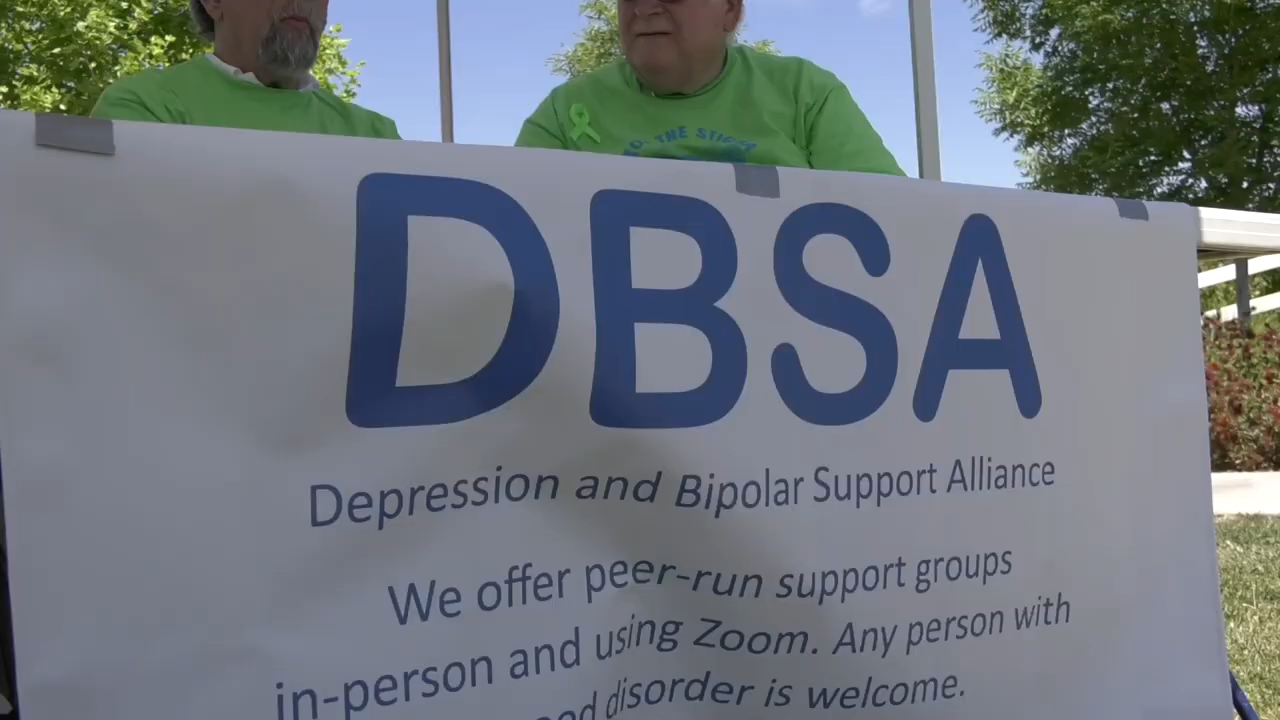 THE
DBSA
Depression and Bipolar Support Alliance
We offer peer-run support groups
in-person and using Zoom. Any person with
disorder is welcome.